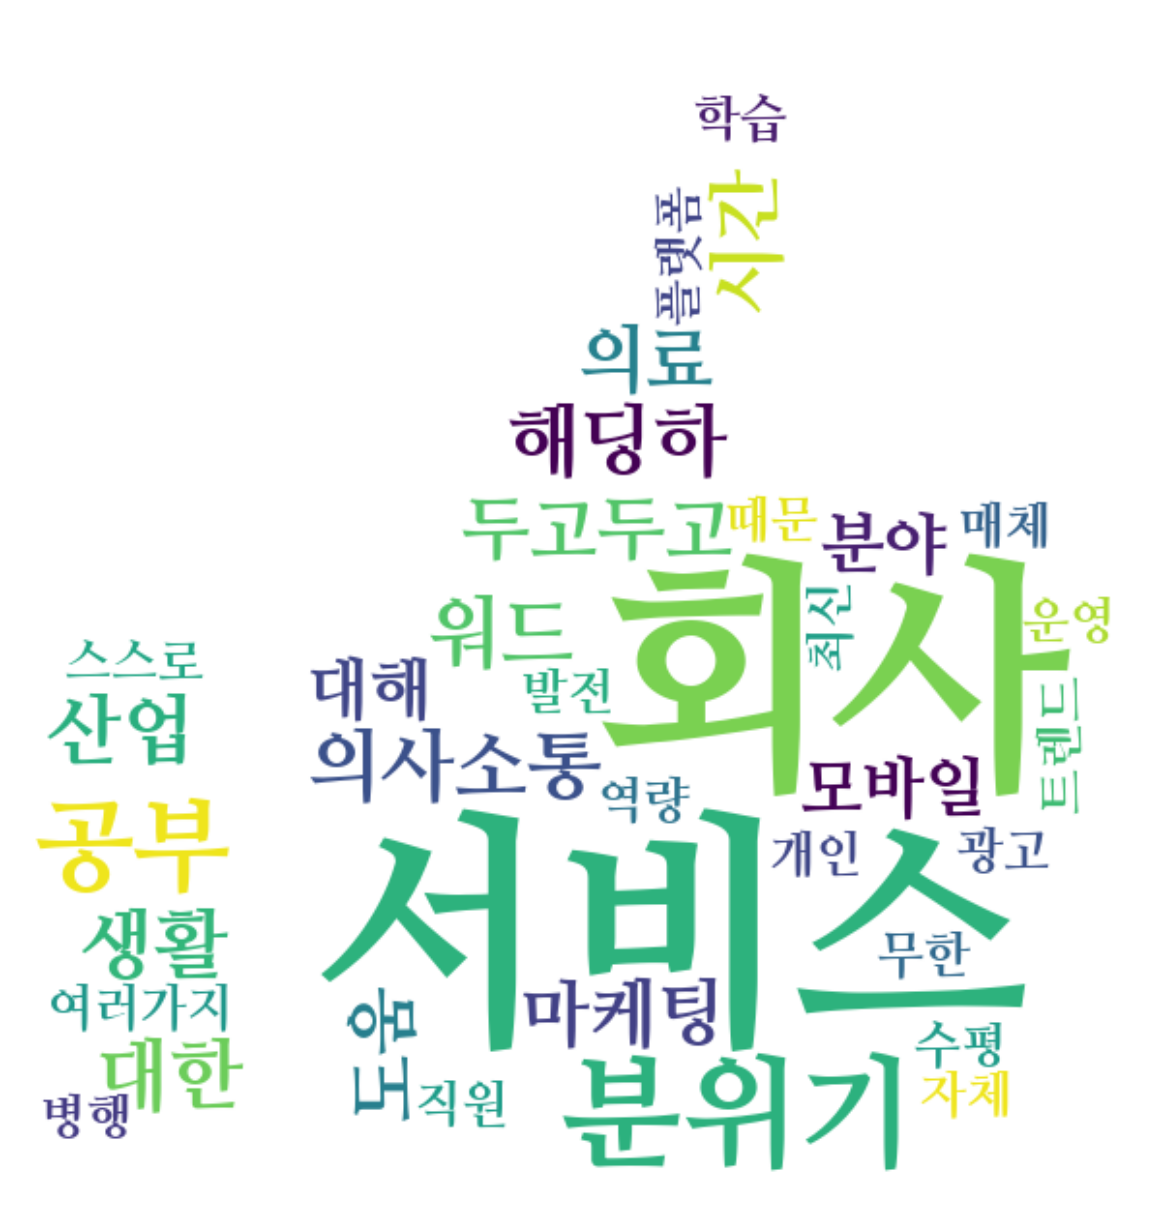 학습
시간
플랫폼
의료
해딩하
두고두고
때문
분야
매체
회사
최신
운영
워드
스스로
대해
발전
산업
트렌드
의사소통
역량
모바일
공부
서비스
개인
광고
생활
무한
여러가지
도움
마케팅
수평
대한
병행
직원
분위기
자체